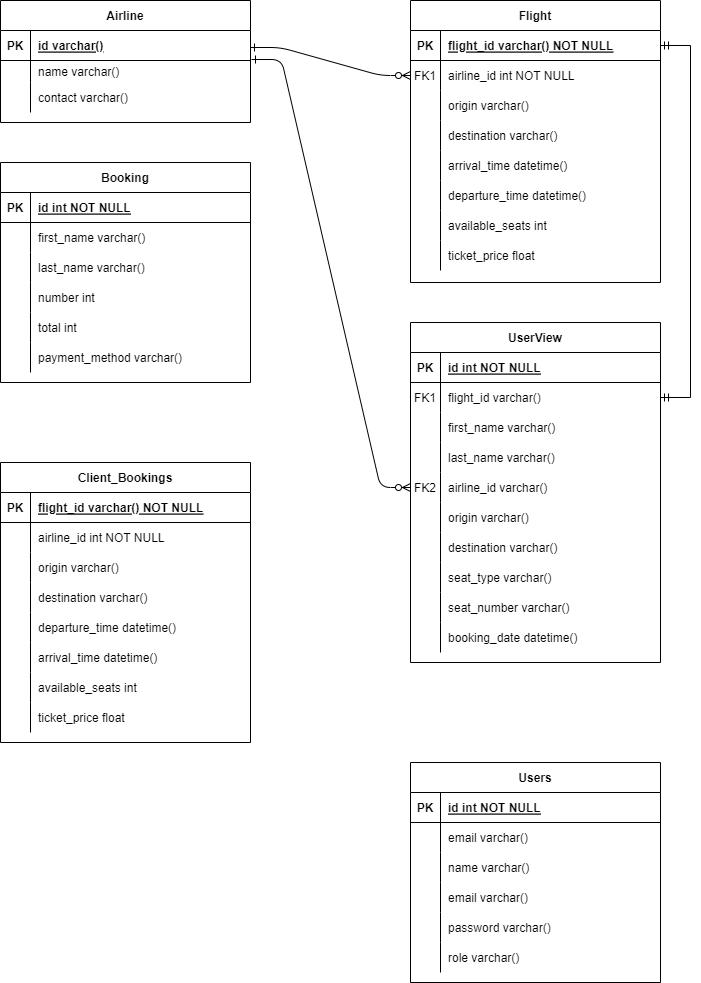 Airline
PK id varchar()
name varchar()
contact varchar()
Booking
PK id int NOT NULL
first_name varchar()
last_name varchar()
number int
total int
payment_method varchar()
Client_Bookings
PK flight_id varchar() NOT NULL
airline_id int NOT NULL
origin varchar()
destination varchar()
departure_time datetime()
arrival_time datetime()
available_seats int
ticket_price float
Flight
PK flight_id varchar() NOT NULL
FK1 airline_id int NOT NULL
origin varchar()
destination varchar()
arrival_time datetime()
departure_time datetime()
available_seats int
ticket_price float
UserView
PK id int NOT NULL
FK1 flight_id varchar()
first_name varchar()
last_name varchar()
FK2 airline_id varchar()
origin varchar()
destination varchar()
seat_type varchar()
seat_number varchar()
booking_date datetime()
Users
PK id int NOT NULL
email varchar()
name varchar()
email varchar()
password varchar()
role varchar()